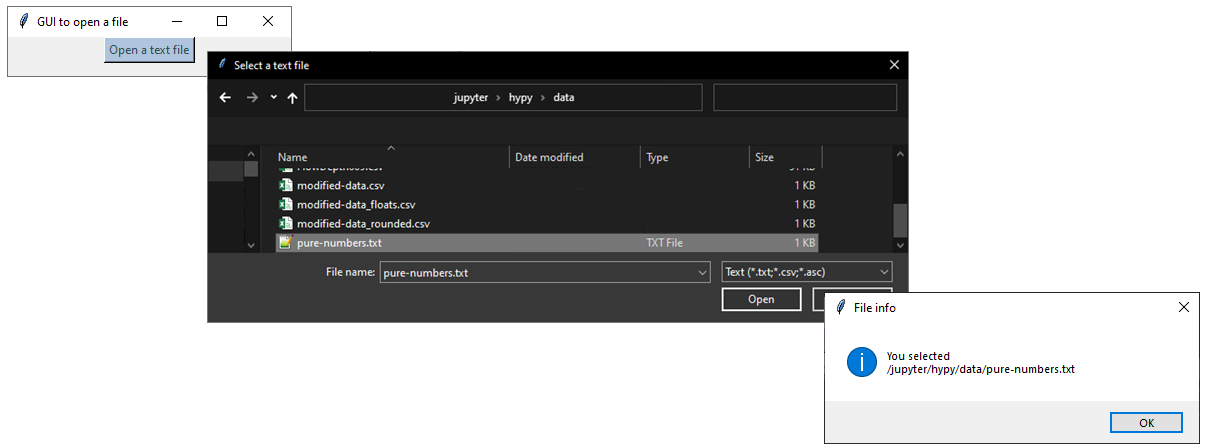 GUI to open a file
Open a text file
Select a text file
jupyter > hypy > data
Name Date modified Type Size
modified-data.csv 1 KB
modified-data_floats.csv 1 KB
modified-data_rounded.csv 1 KB
pure-numbers.txt TXT File 1 KB
File name: pure-numbers.txt Text (*.txt;*.csv;*.asc)
Open
File info
You selected
/jupyter/hypy/data/pure-numbers.txt
OK